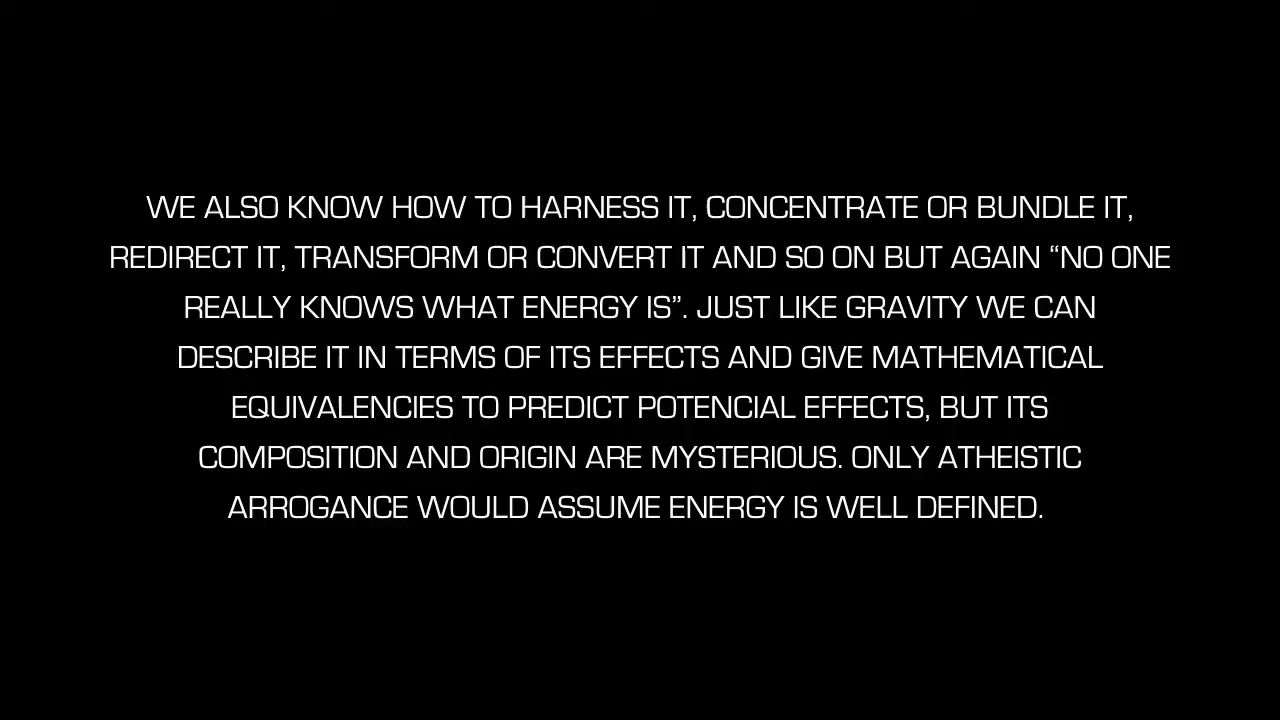 WE ALSO KNOW HOW TO HARNESS IT, CONCENTRATE OR BUNDLE IT,
REDIRECT IT, TRANSFORM OR CONVERT IT AND SO ON BUT AGAIN “NO ONE
REALLY KNOWS WHAT ENERGY IS”. JUST LIKE GRAVITY WE CAN
DESCRIBE IT IN TERMS OF ITS EFFECTS AND GIVE MATHEMATICAL
EQUIVALENCIES TO PREDICT POTENCIAL EFFECTS, BUT ITS
COMPOSITION AND ORIGIN ARE MYSTERIOUS. ONLY ATHEISTIC
ARROGANCE WOULD ASSUME ENERGY IS WELL DEFINED.